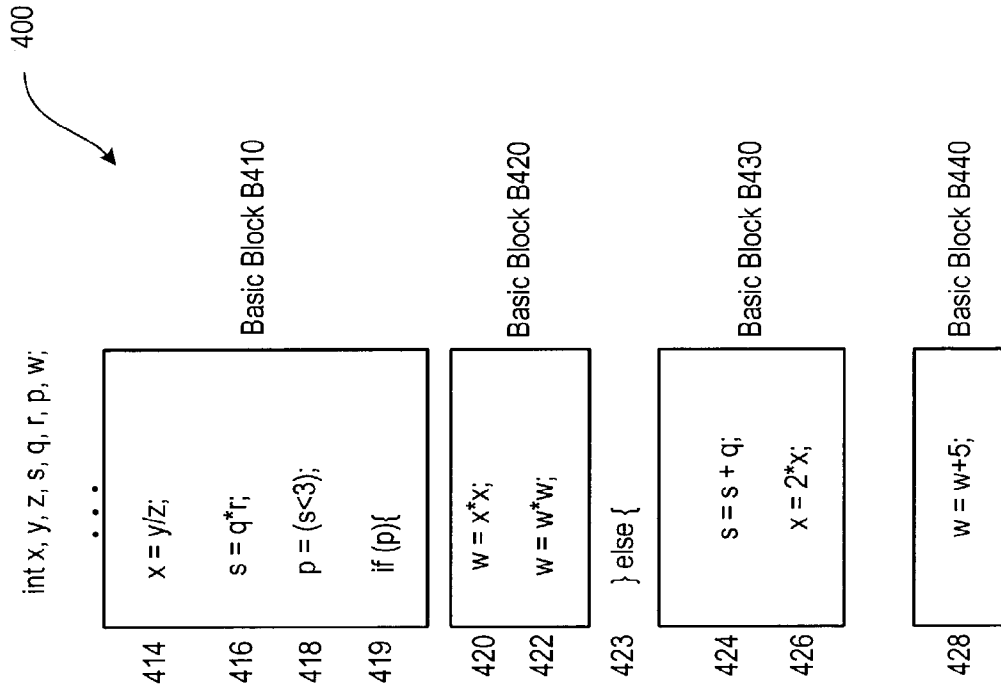 400
int x, y, z, s, q, r, p, w;
• • •
414 x = y/z;
416 s = q*r;
418 p = (s<3);
419 if (p){
Basic Block B410
420 w = x*x;
422 w = w*w;
Basic Block B420
423 } else {
424 s = s + q;
426 x = 2*x;
Basic Block B430
428 w = w+5;
Basic Block B440